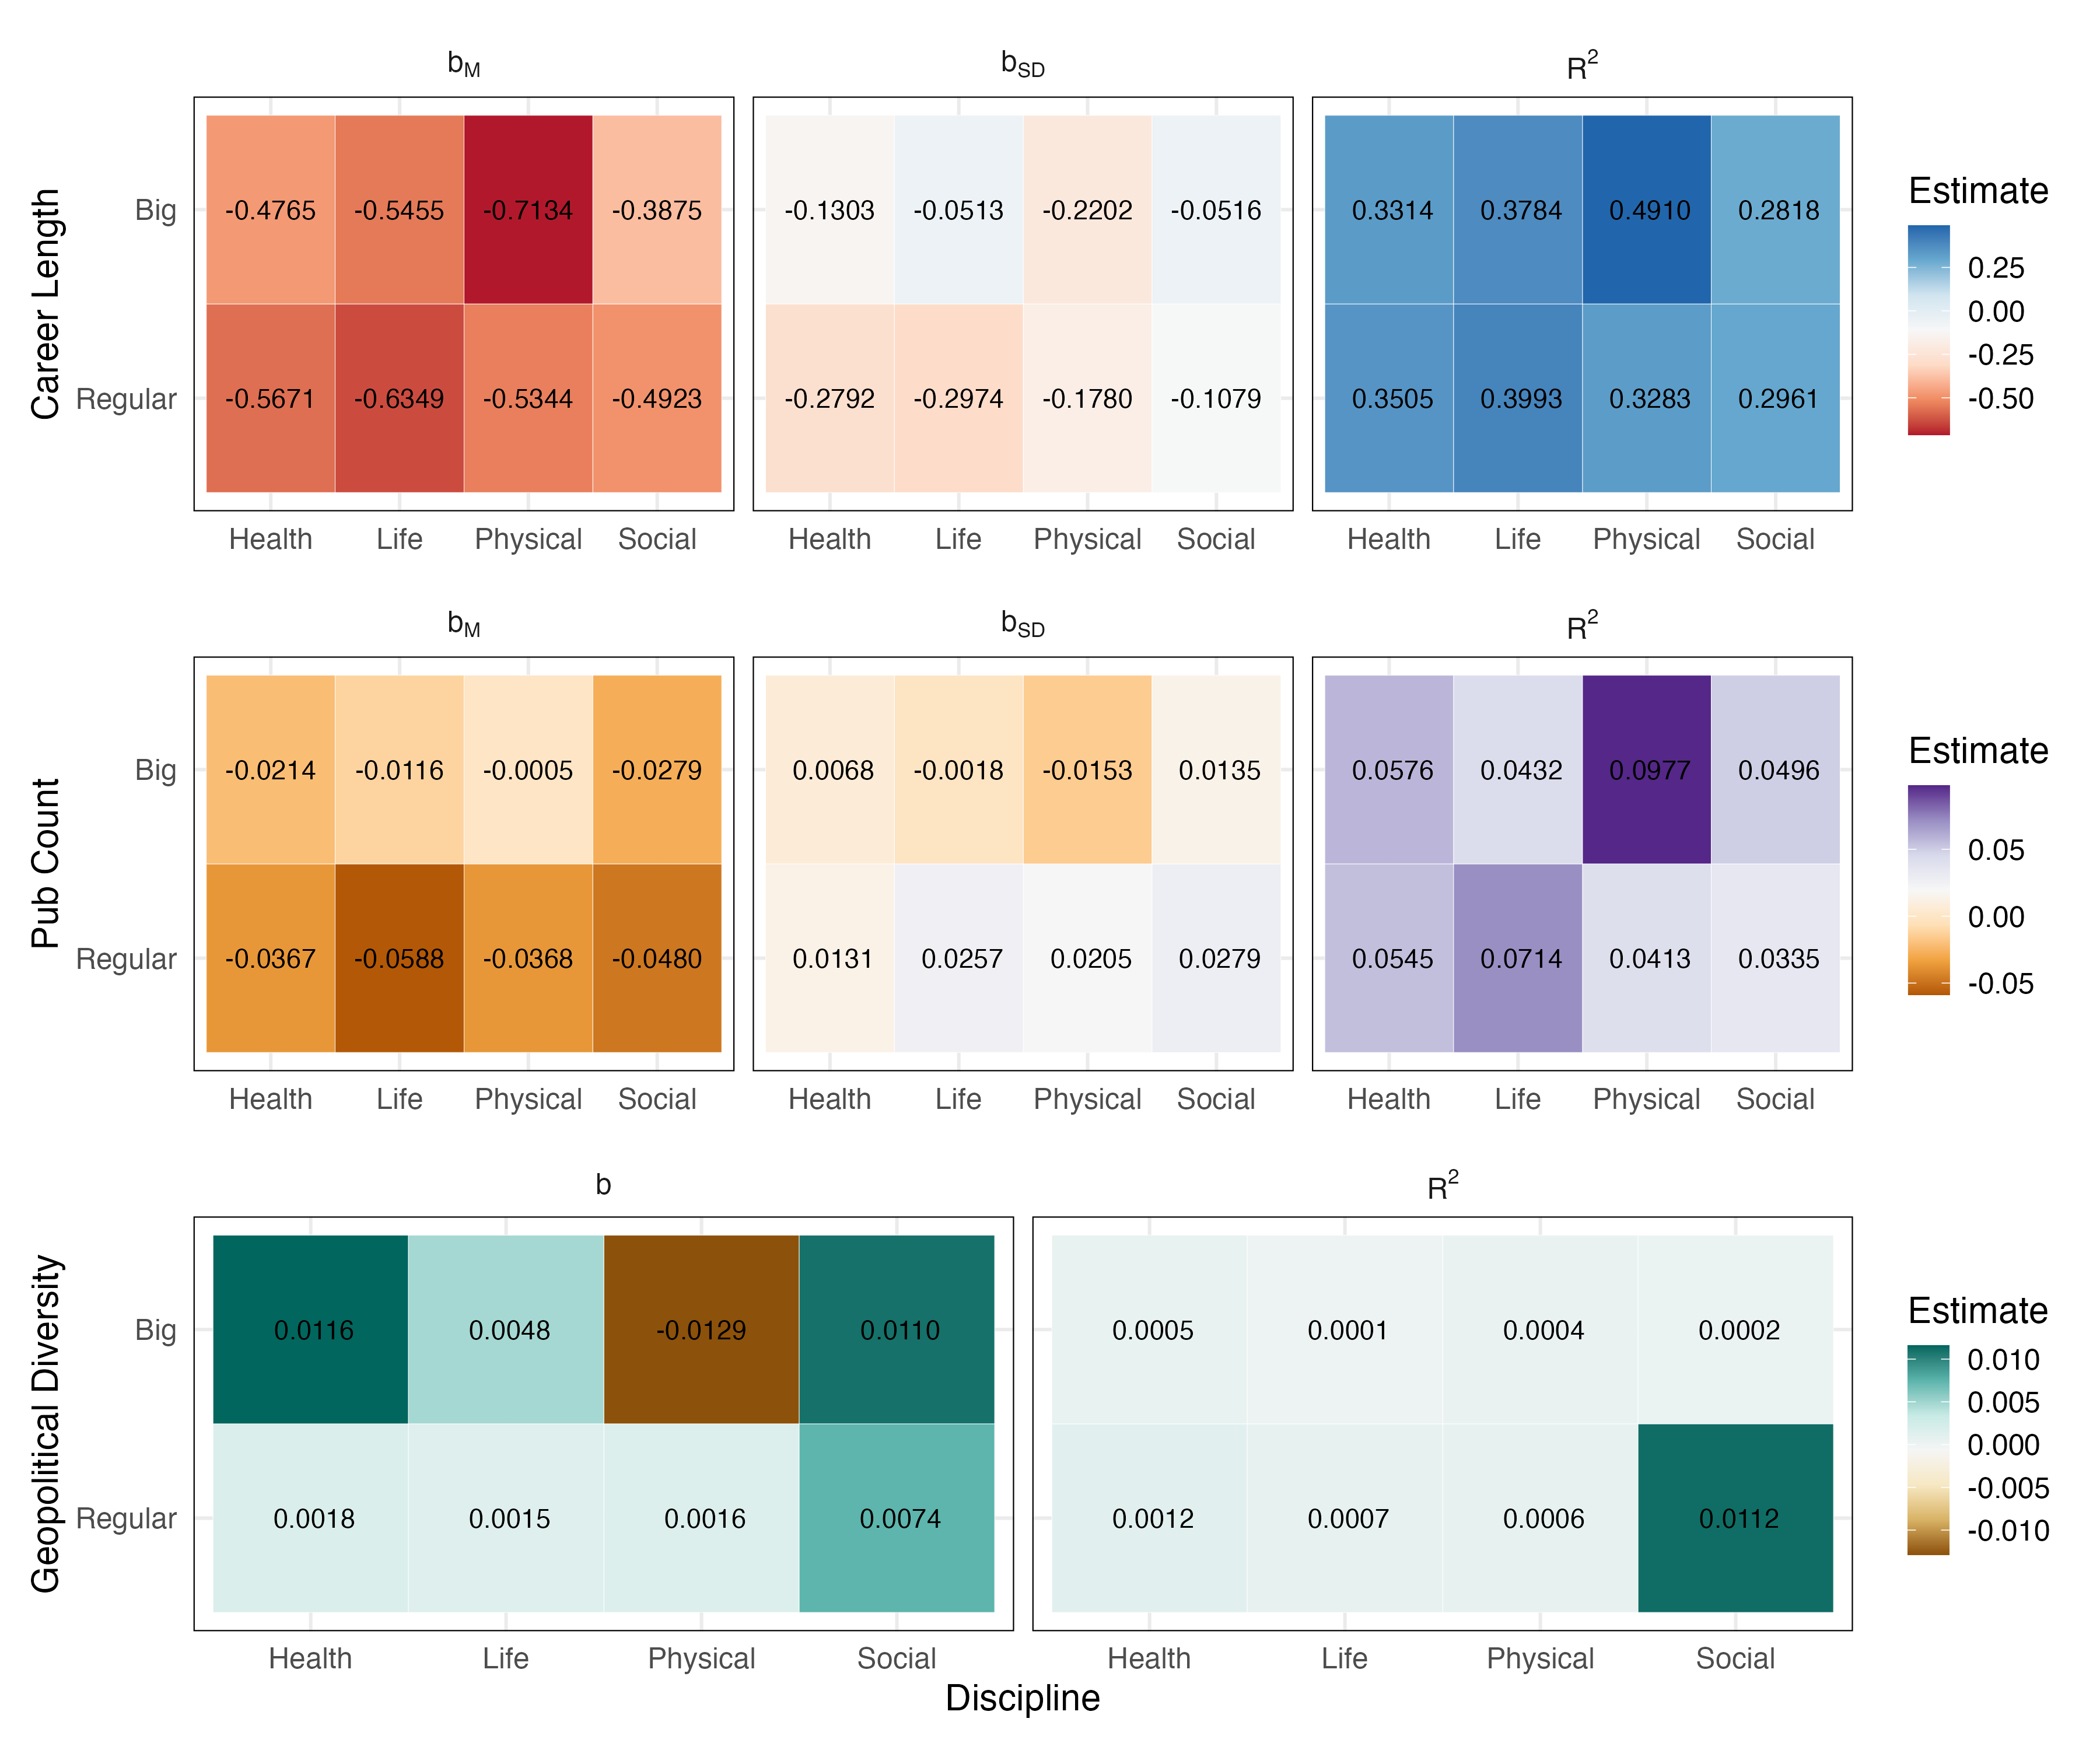 b_M b_SD R²
Career Length
Big -0.4765 -0.5455 -0.7134 -0.3875 -0.1303 -0.0513 -0.2202 -0.0516 0.3314 0.3784 0.4910 0.2818
Regular -0.5671 -0.6349 -0.5344 -0.4923 -0.2792 -0.2974 -0.1780 -0.1079 0.3505 0.3993 0.3283 0.2961
Health Life Physical Social Health Life Physical Social Health Life Physical Social
Estimate
0.25
0.00
-0.25
-0.50
b_M b_SD R²
Pub Count
Big -0.0214 -0.0116 -0.0005 -0.0279 0.0068 -0.0018 -0.0153 0.0135 0.0576 0.0432 0.0977 0.0496
Regular -0.0367 -0.0588 -0.0368 -0.0480 0.0131 0.0257 0.0205 0.0279 0.0545 0.0714 0.0413 0.0335
Health Life Physical Social Health Life Physical Social Health Life Physical Social
Estimate
0.05
0.00
-0.05
b R²
Geopolitical Diversity
Big 0.0116 0.0048 -0.0129 0.0110 0.0005 0.0001 0.0004 0.0002
Regular 0.0018 0.0015 0.0016 0.0074 0.0012 0.0007 0.0006 0.0112
Health Life Physical Social Health Life Physical Social
Discipline
Estimate
0.010
0.005
0.000
-0.005
-0.010